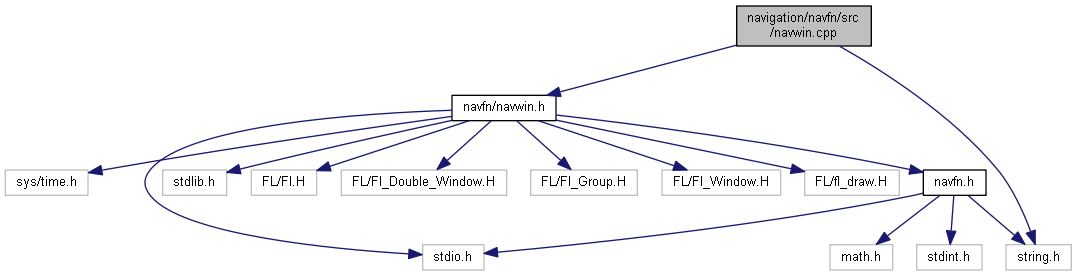 navigation/navfn/src
/navwin.cpp
navfn/navwin.h
sys/time.h
stdlib.h
FL/Fl.H
FL/Fl_Double_Window.H
FL/Fl_Group.H
FL/Fl_Window.H
FL/fl_draw.H
navfn.h
stdio.h
math.h
stdint.h
string.h